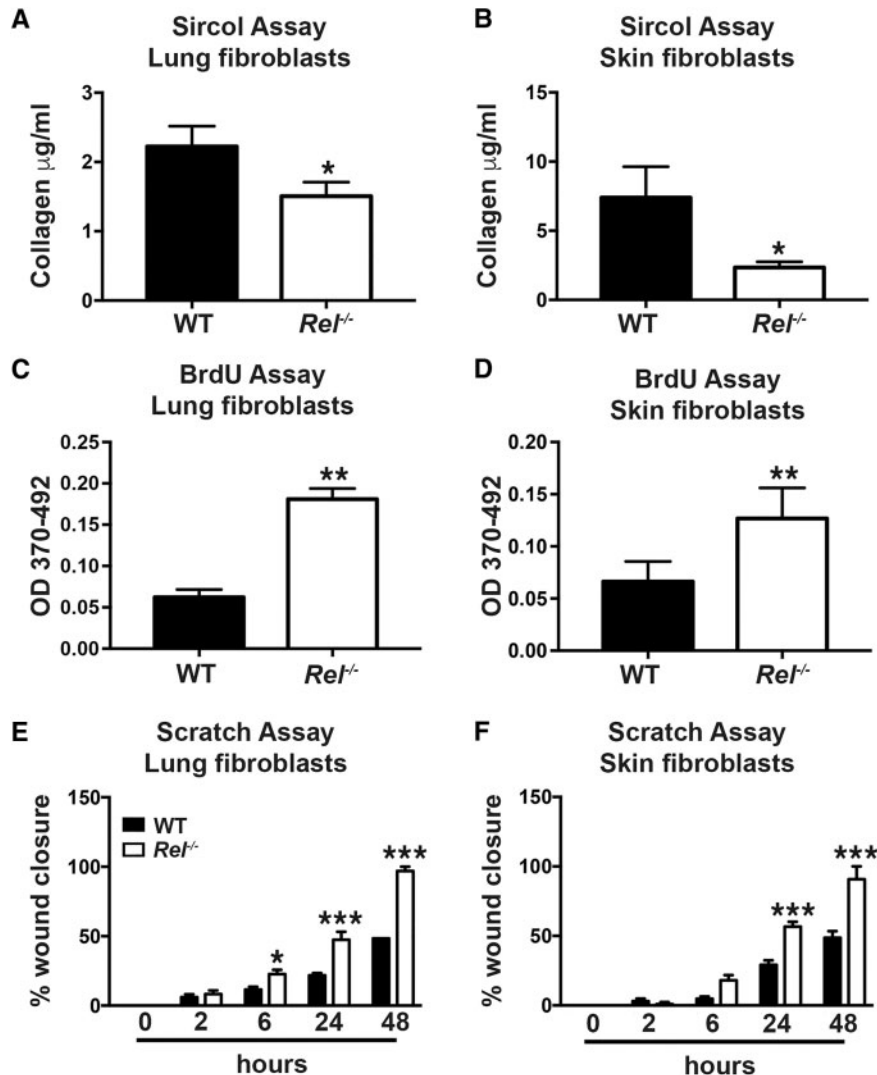 A
Sircol Assay
Lung fibroblasts
Collagen μg/ml
3
2
1
0
*
WT
Rel-/-
B
Sircol Assay
Skin fibroblasts
Collagen μg/ml
15
10
5
0
*
WT
Rel-/-
C
BrdU Assay
Lung fibroblasts
OD 370-492
0.25
0.20
0.15
0.10
0.05
0.00
**
WT
Rel-/-
D
BrdU Assay
Skin fibroblasts
OD 370-492
0.20
0.15
0.10
0.05
0.00
**
WT
Rel-/-
E
Scratch Assay
Lung fibroblasts
% wound closure
150
100
50
0
WT
Rel-/-
*
***
***
0 2 6 24 48
hours
F
Scratch Assay
Skin fibroblasts
% wound closure
150
100
50
0
***
***
0 2 6 24 48
hours